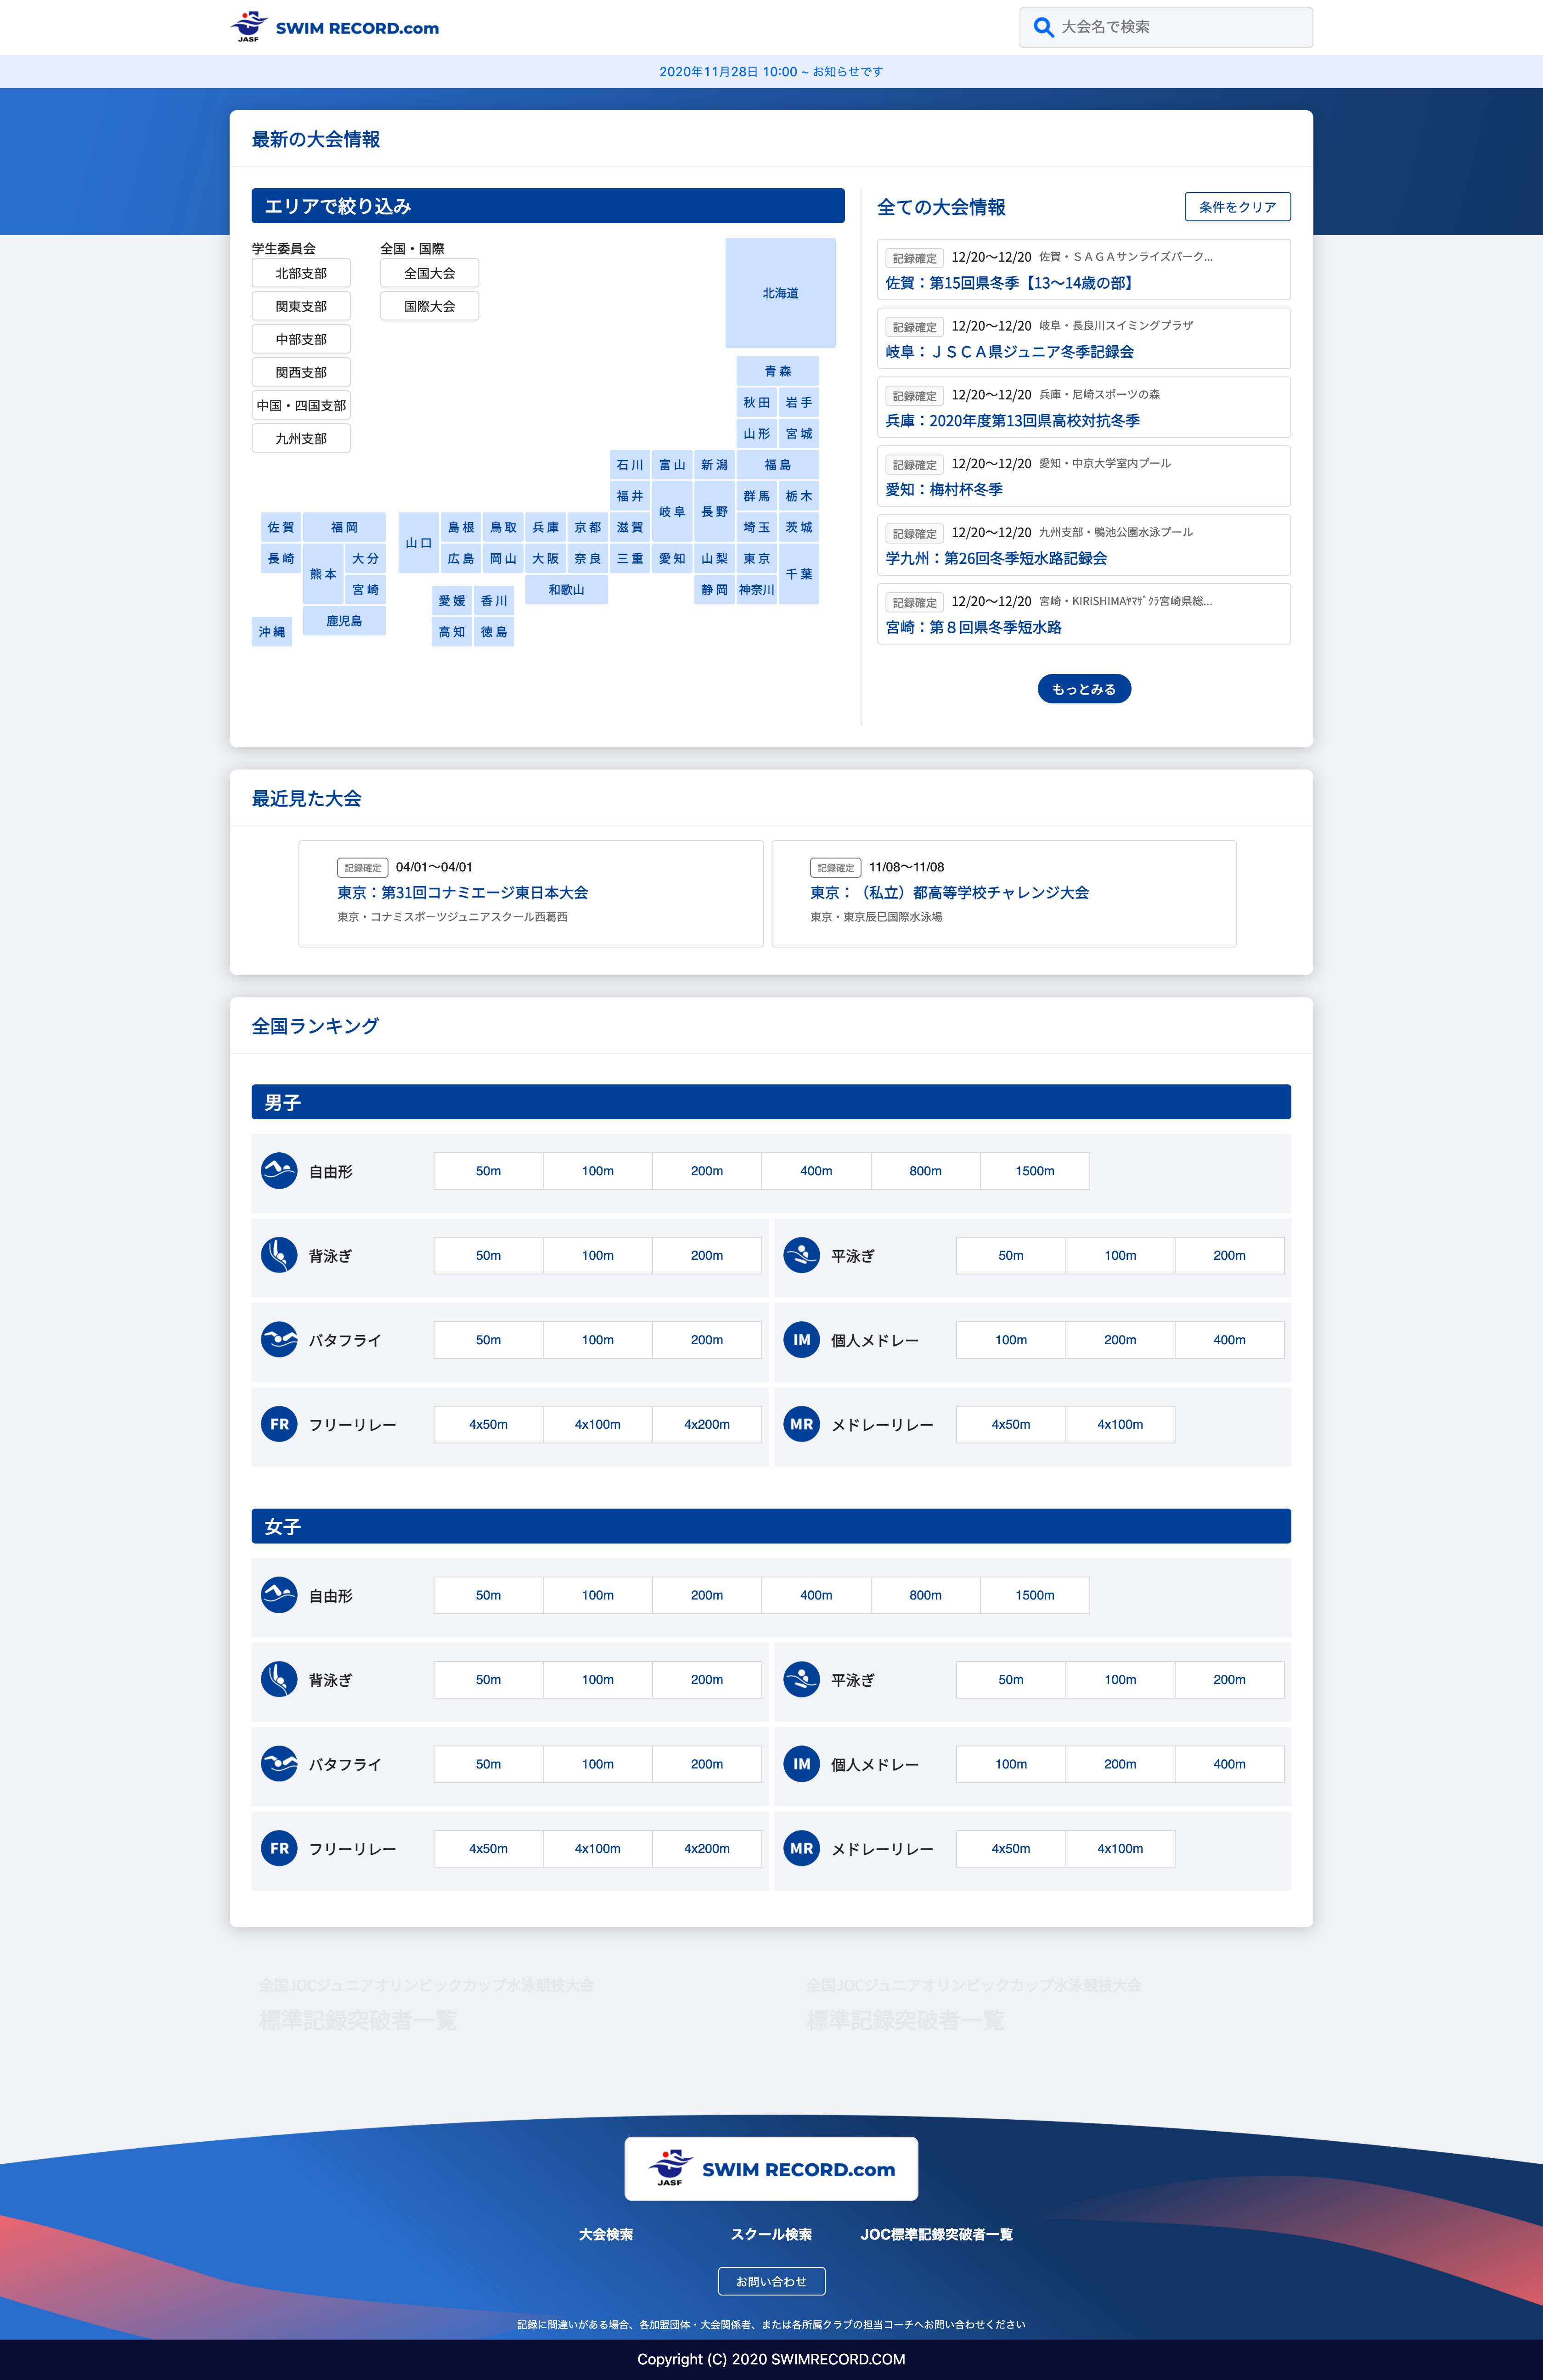 JASF SWIM RECORD.com
大会名で検索
2020年11月28日 10:00 ~ お知らせです
最新の大会情報
エリアで絞り込み
学生委員会
北部支部
関東支部
中部支部
関西支部
中国・四国支部
九州支部
全国・国際
全国大会
国際大会
北海道
青森
秋田 岩手
山形 宮城
石川 富山 新潟 福島
福井 岐阜 長野 群馬 栃木
佐賀 福岡 山口 島根 鳥取 兵庫 京都 滋賀 埼玉 茨城
長崎 熊本 大分 広島 岡山 大阪 奈良 三重 愛知 山梨 東京 千葉
宮崎 和歌山 静岡 神奈川
愛媛 香川
鹿児島
沖縄 高知 徳島
全ての大会情報
条件をクリア
記録確定 12/20〜12/20 佐賀・ＳＡＧＡサンライズパーク...
佐賀：第15回県冬季【13〜14歳の部】
記録確定 12/20〜12/20 岐阜・長良川スイミングプラザ
岐阜：ＪＳＣＡ県ジュニア冬季記録会
記録確定 12/20〜12/20 兵庫・尼崎スポーツの森
兵庫：2020年度第13回県高校対抗冬季
記録確定 12/20〜12/20 愛知・中京大学室内プール
愛知：梅村杯冬季
記録確定 12/20〜12/20 九州支部・鴨池公園水泳プール
学九州：第26回冬季短水路記録会
記録確定 12/20〜12/20 宮崎・KIRISHIMAﾔﾏｻﾞｸﾗ宮崎県総...
宮崎：第８回県冬季短水路
もっとみる
最近見た大会
記録確定 04/01〜04/01
東京：第31回コナミエージ東日本大会
東京・コナミスポーツジュニアスクール西葛西
記録確定 11/08〜11/08
東京：（私立）都高等学校チャレンジ大会
東京・東京辰巳国際水泳場
全国ランキング
男子
自由形 50m 100m 200m 400m 800m 1500m
背泳ぎ 50m 100m 200m
平泳ぎ 50m 100m 200m
バタフライ 50m 100m 200m
IM 個人メドレー 100m 200m 400m
FR フリーリレー 4x50m 4x100m 4x200m
MR メドレーリレー 4x50m 4x100m
女子
自由形 50m 100m 200m 400m 800m 1500m
背泳ぎ 50m 100m 200m
平泳ぎ 50m 100m 200m
バタフライ 50m 100m 200m
IM 個人メドレー 100m 200m 400m
FR フリーリレー 4x50m 4x100m 4x200m
MR メドレーリレー 4x50m 4x100m
全国JOCジュニアオリンピックカップ水泳競技大会
標準記録突破者一覧
全国JOCジュニアオリンピックカップ水泳競技大会
標準記録突破者一覧
JASF SWIM RECORD.com
大会検索 スクール検索 JOC標準記録突破者一覧
お問い合わせ
記録に間違いがある場合、各加盟団体・大会関係者、または各所属クラブの担当コーチへお問い合わせください
Copyright (C) 2020 SWIMRECORD.COM